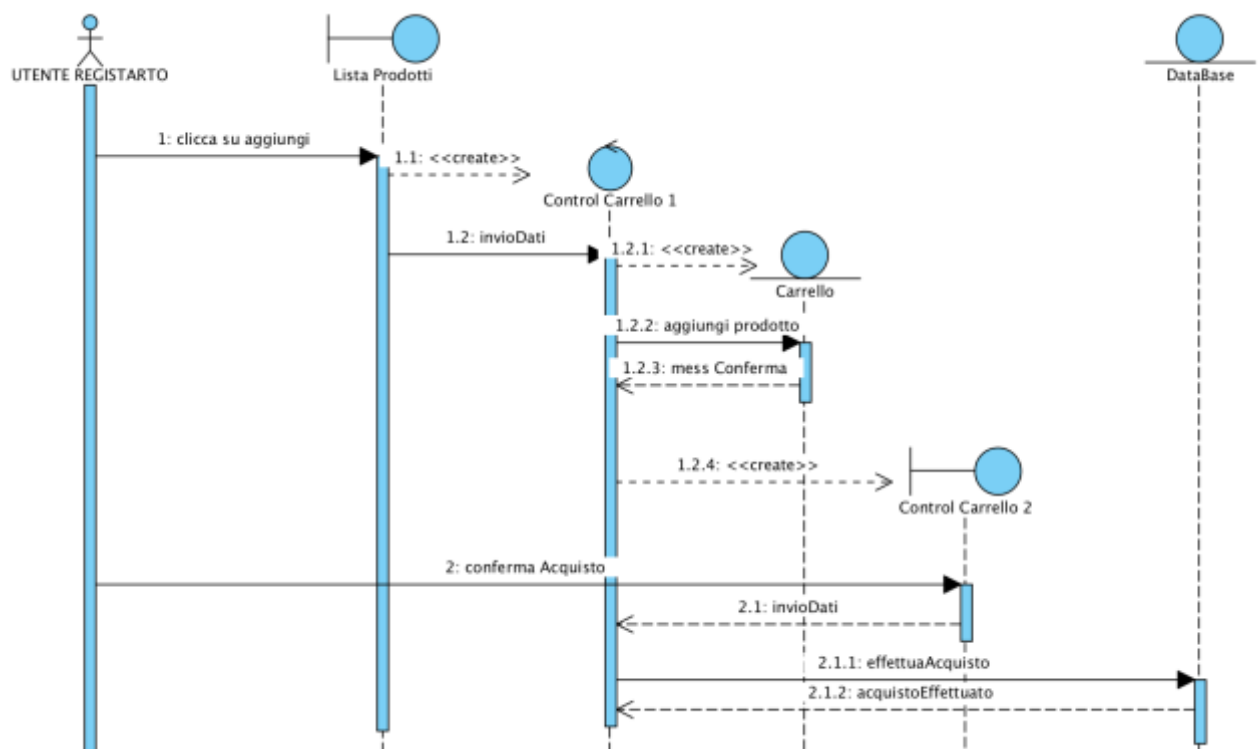 UTENTE REGISTARTO
Lista Prodotti
DataBase
1: clicca su aggiungi
1.1: <<create>>
Control Carrello 1
1.2: invioDati
1.2.1: <<create>>
Carrello
1.2.2: aggiungi prodotto
1.2.3: mess Conferma
1.2.4: <<create>>
Control Carrello 2
2: conferma Acquisto
2.1: invioDati
2.1.1: effettuaAcquisto
2.1.2: acquistoEffettuato